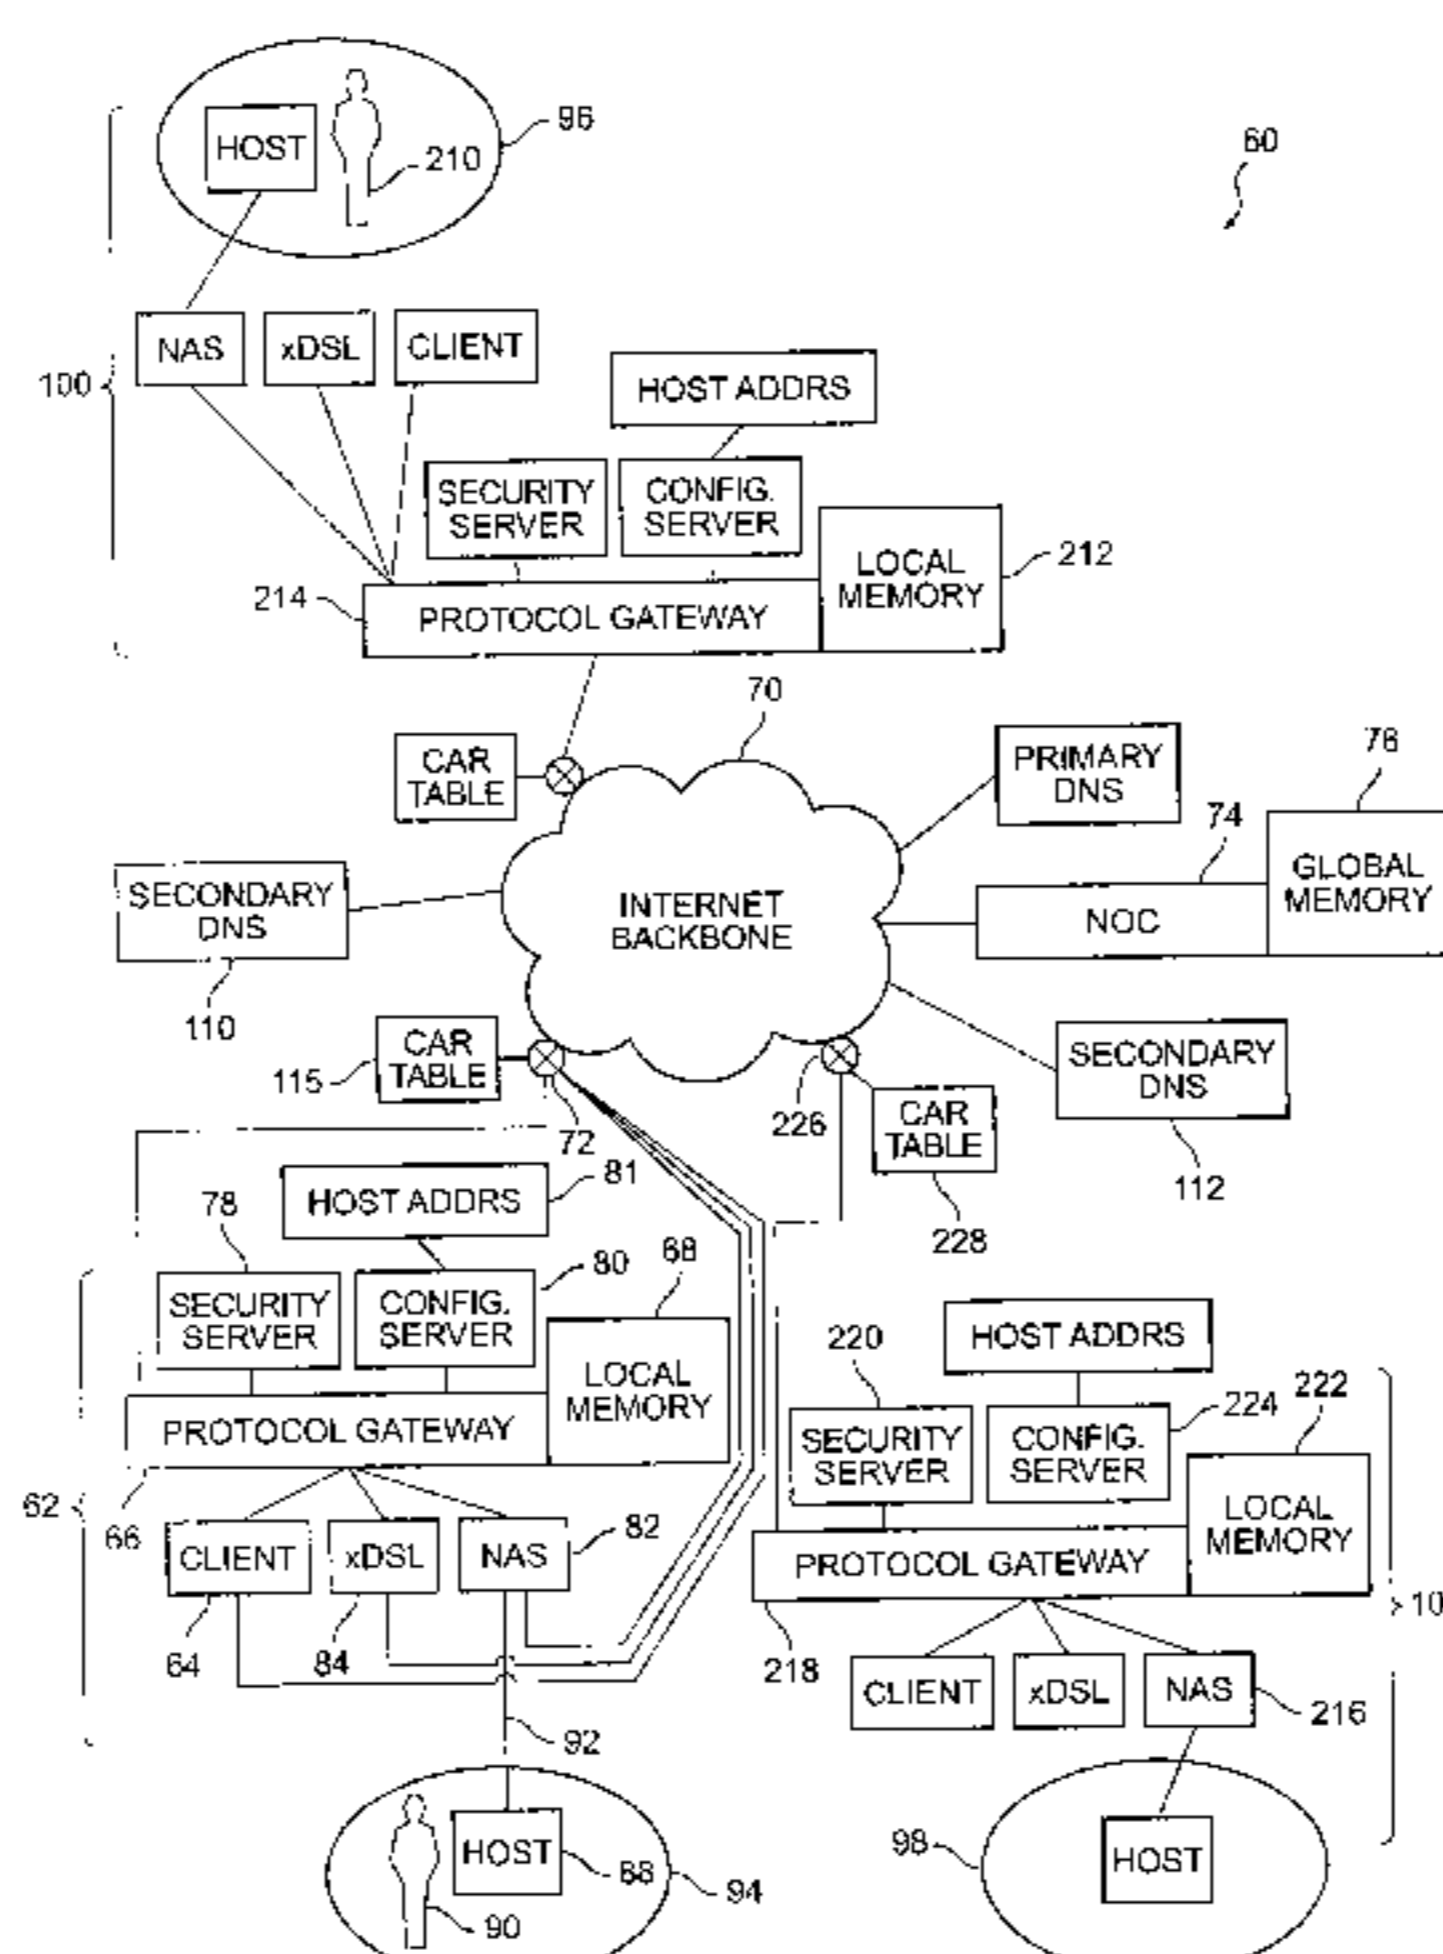 96
HOST
210
60
NAS
xDSL
CLIENT
100
HOST ADDRS
SECURITY
SERVER
CONFIG.
SERVER
LOCAL
MEMORY
212
214
PROTOCOL GATEWAY
70
CAR
TABLE
PRIMARY
DNS
76
74
GLOBAL
MEMORY
SECONDARY
DNS
INTERNET
BACKBONE
NOC
110
CAR
TABLE
115
SECONDARY
DNS
72
226
CAR
TABLE
112
81
HOST ADDRS
78
228
80
68
SECURITY
SERVER
CONFIG.
SERVER
LOCAL
MEMORY
220
HOST ADDRS
222
224
PROTOCOL GATEWAY
SECURITY
SERVER
CONFIG.
SERVER
62
66
LOCAL
MEMORY
CLIENT
xDSL
NAS
82
PROTOCOL GATEWAY
10
64
84
218
CLIENT
xDSL
NAS
216
92
HOST
88
94
98
HOST
90